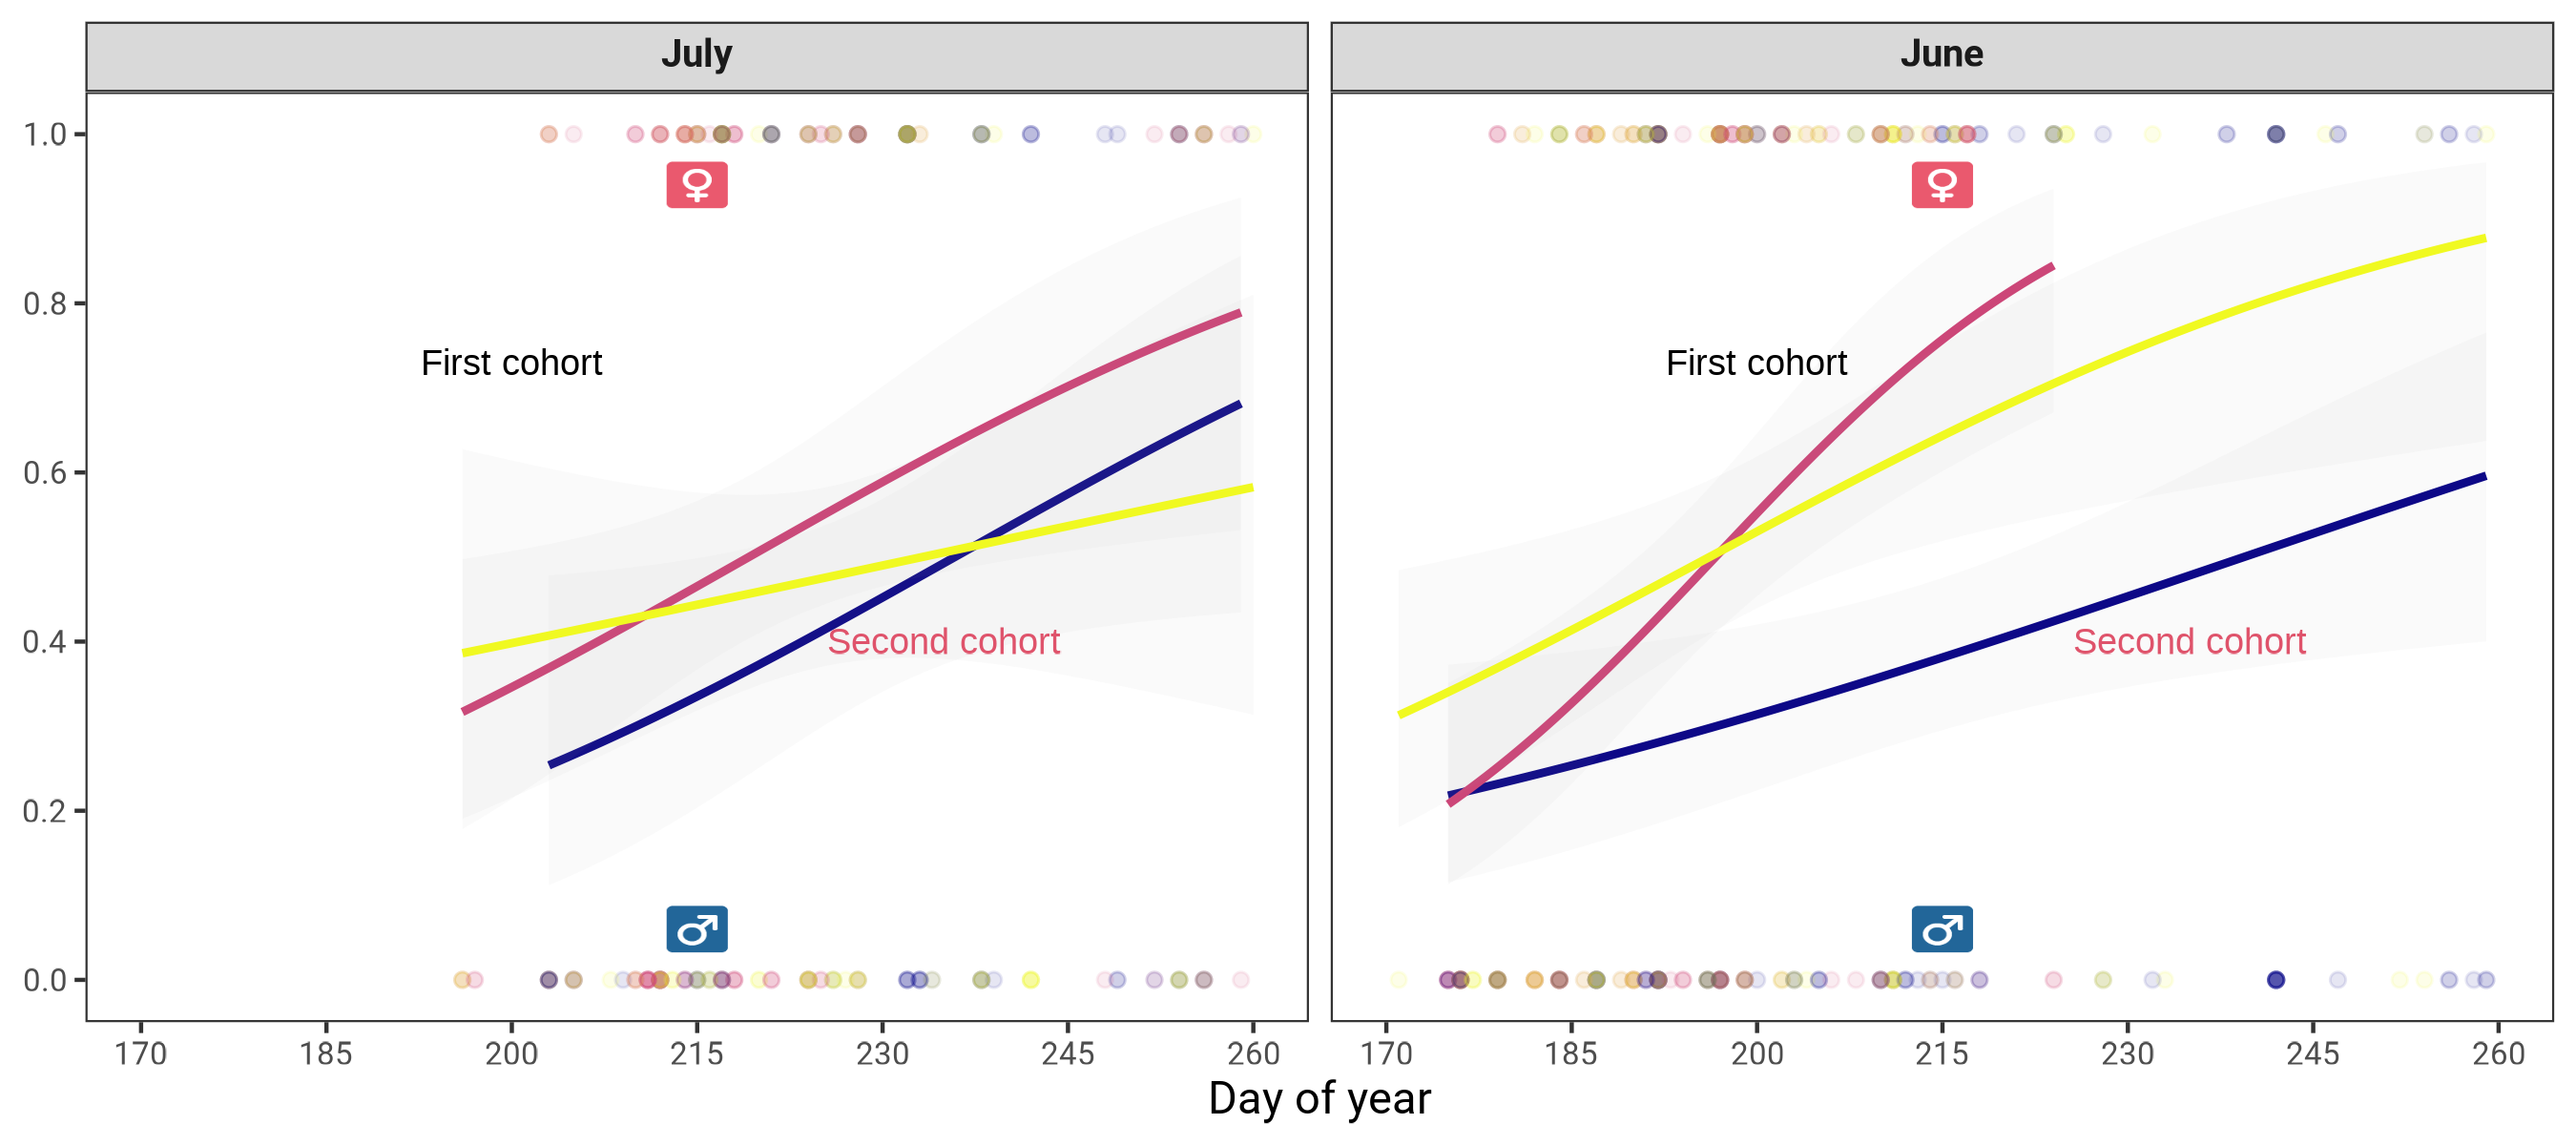 July
June
1.0
0.8
0.6
0.4
0.2
0.0
♀
♀
First cohort
First cohort
Second cohort
Second cohort
♂
♂
170 185 200 215 230 245 260
170 185 200 215 230 245 260
Day of year